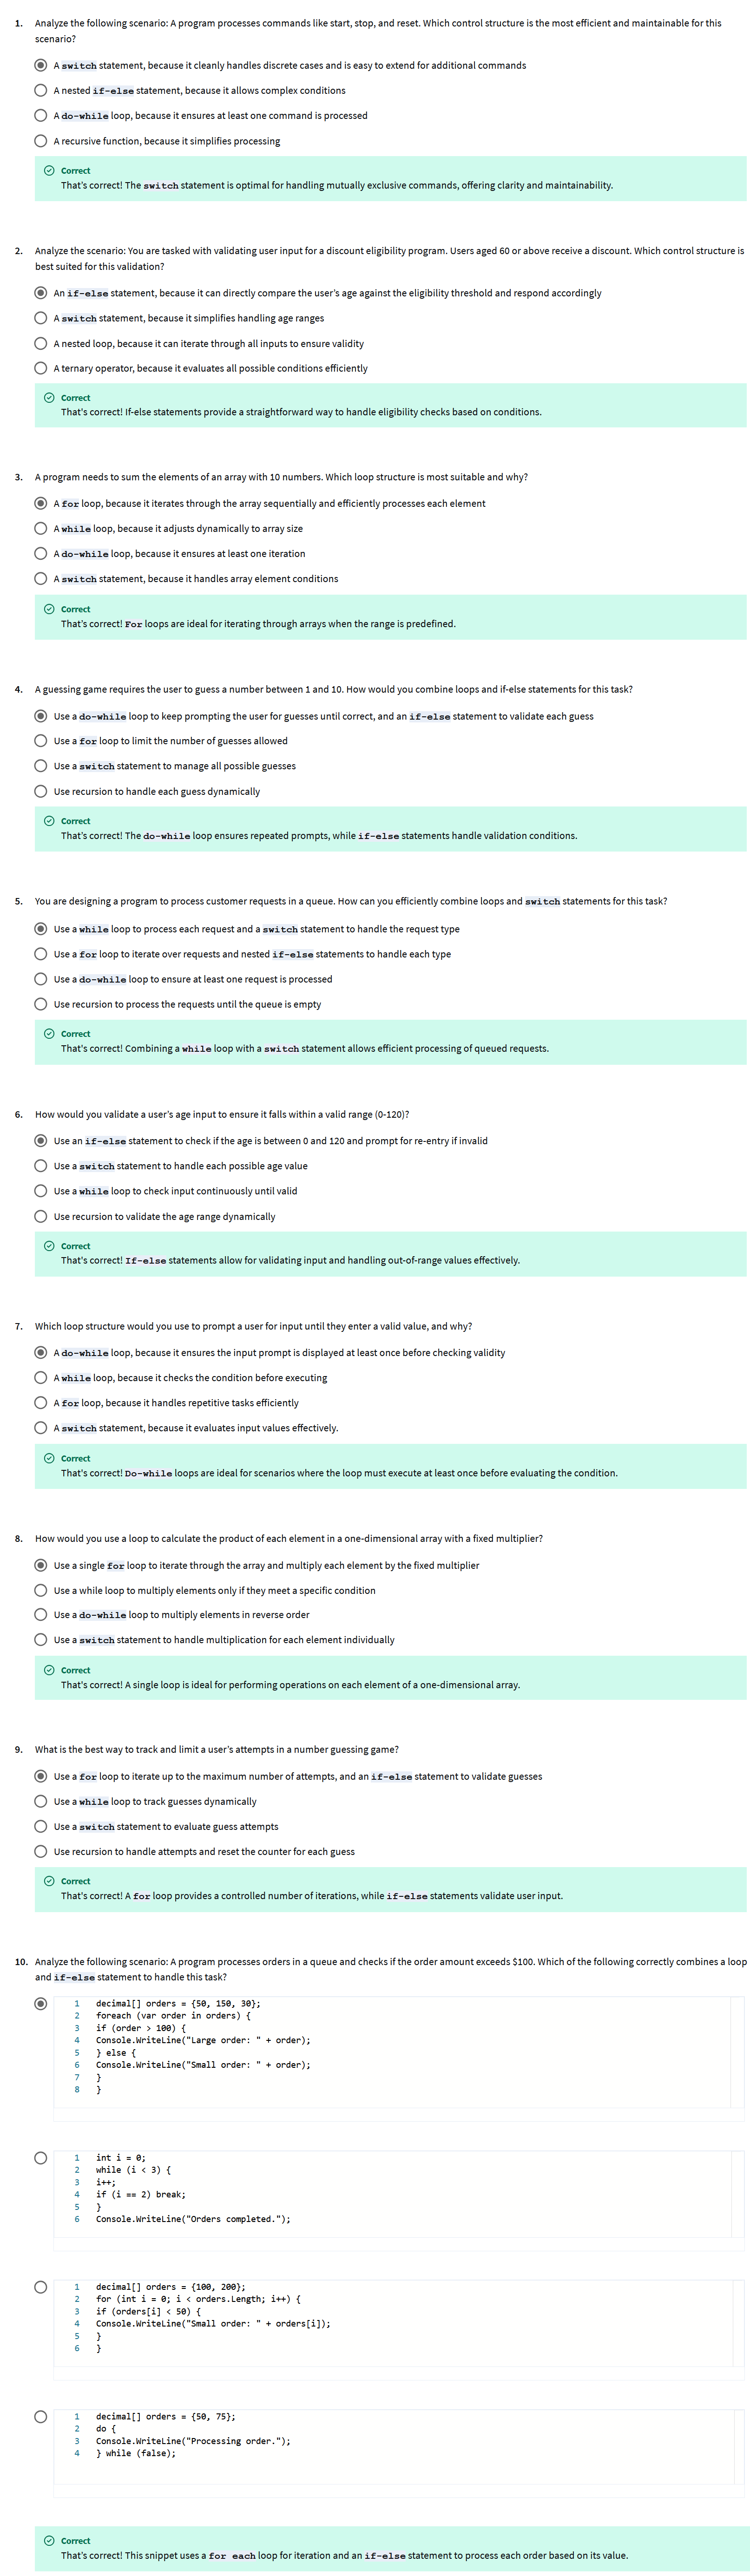 1. Analyze the following scenario: A program processes commands like start, stop, and reset. Which control structure is the most efficient and maintainable for this
scenario?
A switch statement, because it cleanly handles discrete cases and is easy to extend for additional commands
A nested if-else statement, because it allows complex conditions
A do-while loop, because it ensures at least one command is processed
A recursive function, because it simplifies processing
Correct
That's correct! The switch statement is optimal for handling mutually exclusive commands, offering clarity and maintainability.
2. Analyze the scenario: You are tasked with validating user input for a discount eligibility program. Users aged 60 or above receive a discount. Which control structure is
best suited for this validation?
An if-else statement, because it can directly compare the user's age against the eligibility threshold and respond accordingly
A switch statement, because it simplifies handling age ranges
A nested loop, because it can iterate through all inputs to ensure validity
A ternary operator, because it evaluates all possible conditions efficiently
Correct
That's correct! If-else statements provide a straightforward way to handle eligibility checks based on conditions.
3. A program needs to sum the elements of an array with 10 numbers. Which loop structure is most suitable and why?
A for loop, because it iterates through the array sequentially and efficiently processes each element
A while loop, because it adjusts dynamically to array size
A do-while loop, because it ensures at least one iteration
A switch statement, because it handles array element conditions
Correct
That's correct! For loops are ideal for iterating through arrays when the range is predefined.
4. A guessing game requires the user to guess a number between 1 and 10. How would you combine loops and if-else statements for this task?
Use a do-while loop to keep prompting the user for guesses until correct, and an if-else statement to validate each guess
Use a for loop to limit the number of guesses allowed
Use a switch statement to manage all possible guesses
Use recursion to handle each guess dynamically
Correct
That's correct! The do-while loop ensures repeated prompts, while if-else statements handle validation conditions.
5. You are designing a program to process customer requests in a queue. How can you efficiently combine loops and switch statements for this task?
Use a while loop to process each request and a switch statement to handle the request type
Use a for loop to iterate over requests and nested if-else statements to handle each type
Use a do-while loop to ensure at least one request is processed
Use recursion to process the requests until the queue is empty
Correct
That's correct! Combining a while loop with a switch statement allows efficient processing of queued requests.
6. How would you validate a user's age input to ensure it falls within a valid range (0-120)?
Use an if-else statement to check if the age is between 0 and 120 and prompt for re-entry if invalid
Use a switch statement to handle each possible age value
Use a while loop to check input continuously until valid
Use recursion to validate the age range dynamically
Correct
That's correct! If-else statements allow for validating input and handling out-of-range values effectively.
7. Which loop structure would you use to prompt a user for input until they enter a valid value, and why?
A do-while loop, because it ensures the input prompt is displayed at least once before checking validity
A while loop, because it checks the condition before executing
A for loop, because it handles repetitive tasks efficiently
A switch statement, because it evaluates input values effectively.
Correct
That's correct! Do-while loops are ideal for scenarios where the loop must execute at least once before evaluating the condition.
8. How would you use a loop to calculate the product of each element in a one-dimensional array with a fixed multiplier?
Use a single for loop to iterate through the array and multiply each element by the fixed multiplier
Use a while loop to multiply elements only if they meet a specific condition
Use a do-while loop to multiply elements in reverse order
Use a switch statement to handle multiplication for each element individually
Correct
That's correct! A single loop is ideal for performing operations on each element of a one-dimensional array.
9. What is the best way to track and limit a user's attempts in a number guessing game?
Use a for loop to iterate up to the maximum number of attempts, and an if-else statement to validate guesses
Use a while loop to track guesses dynamically
Use a switch statement to evaluate guess attempts
Use recursion to handle attempts and reset the counter for each guess
Correct
That's correct! A for loop provides a controlled number of iterations, while if-else statements validate user input.
10. Analyze the following scenario: A program processes orders in a queue and checks if the order amount exceeds $100. Which of the following correctly combines a loop
and if-else statement to handle this task?
1 decimal[] orders = {50, 150, 30};
2 foreach (var order in orders) {
3 if (order > 100) {
4 Console.WriteLine("Large order: " + order);
5 } else {
6 Console.WriteLine("Small order: " + order);
7 }
8 }
1 int i = 0;
2 while (i < 3) {
3 i++;
4 if (i == 2) break;
5 }
6 Console.WriteLine("Orders completed.");
1 decimal[] orders = {100, 200};
2 for (int i = 0; i < orders.Length; i++) {
3 if (orders[i] < 50) {
4 Console.WriteLine("Small order: " + orders[i]);
5 }
6 }
1 decimal[] orders = {50, 75};
2 do {
3 Console.WriteLine("Processing order.");
4 } while (false);
Correct
That's correct! This snippet uses a for each loop for iteration and an if-else statement to process each order based on its value.